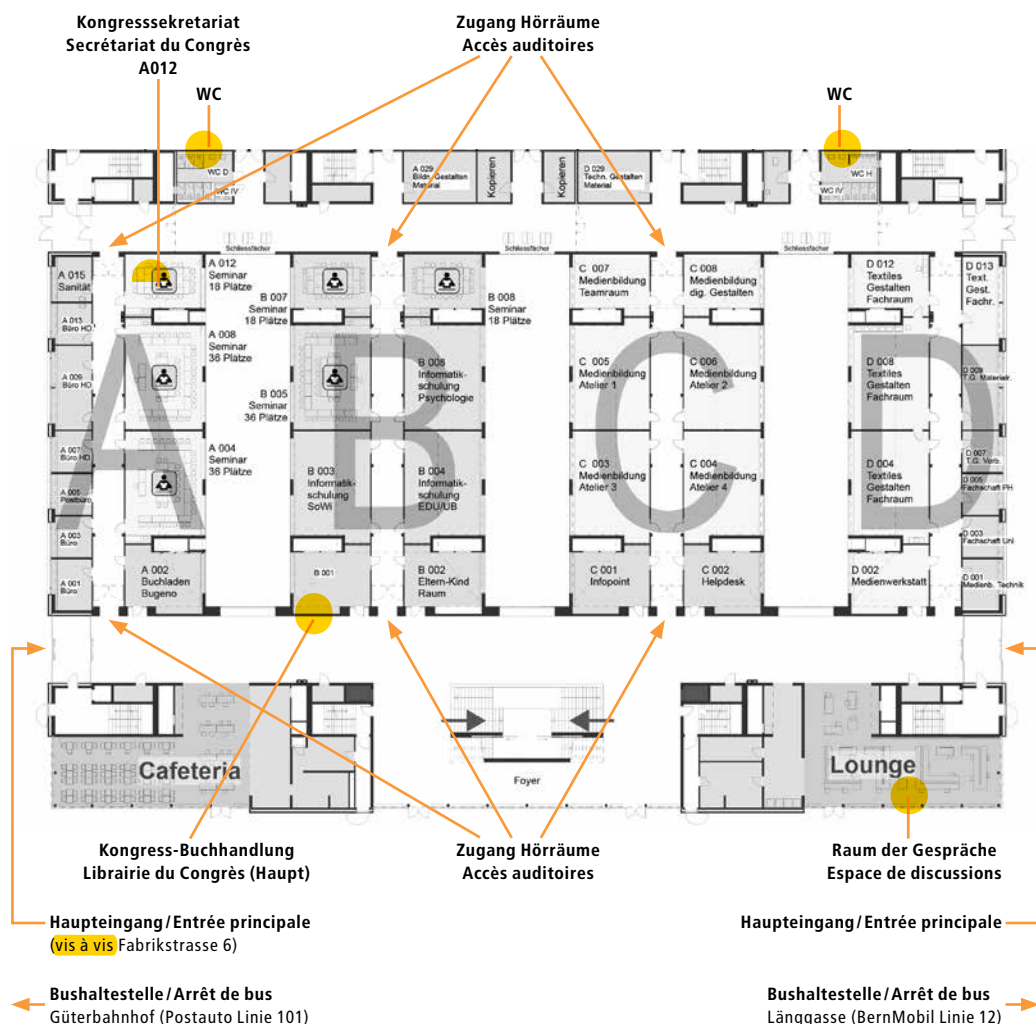 Kongresssekretariat
Secrétariat du Congrès
A012
Zugang Hörräume
Accès auditoires
WC
WC
WC D
WC IV
A 029
Bildn. Gestalten
Material
Kopieren
Kopieren
D 029
Techn. Gestalten
Material
WC H
WC IV
Schliessfächer
Schliessfächer
Schliessfächer
A 015
Sanität
A 013
Büro HD
A 009
Büro HD
A 007
Büro HD
A 005
Postbüro
A 003
Büro
A 001
Büro
A 012
Seminar
18 Plätze
A 008
Seminar
36 Plätze
A 004
Seminar
36 Plätze
A 002
Buchladen
Bugeno
B 007
Seminar
18 Plätze
B 005
Seminar
36 Plätze
B 003
Informatik-
schulung
SoWi
B 001
B 008
Seminar
18 Plätze
B 006
Informatik-
schulung
Psychologie
B 004
Informatik-
schulung
EDU/UB
B 002
Eltern-Kind
Raum
C 007
Medienbildung
Teamraum
C 005
Medienbildung
Atelier 1
C 003
Medienbildung
Atelier 3
C 001
Infopoint
C 008
Medienbildung
dig. Gestalten
C 006
Medienbildung
Atelier 2
C 004
Medienbildung
Atelier 4
C 002
Helpdesk
D 012
Textiles
Gestalten
Fachraum
D 008
Textiles
Gestalten
Fachraum
D 004
Textiles
Gestalten
Fachraum
D 002
Medienwerkstatt
D 013
Text.
Gest.
Fachr.
D 009
T.G. Materialr.
D 007
T.G. Vorb.
D 005
Fachschaft PH
D 003
Fachschaft Uni
D 001
Medienb. Technik
A B C D
Cafeteria
Foyer
Lounge
Kongress-Buchhandlung
Librairie du Congrès (Haupt)
Zugang Hörräume
Accès auditoires
Raum der Gespräche
Espace de discussions
Haupteingang/Entrée principale
(vis à vis Fabrikstrasse 6)
Haupteingang/Entrée principale
Bushaltestelle/Arrêt de bus
Güterbahnhof (Postauto Linie 101)
Bushaltestelle/Arrêt de bus
Länggasse (BernMobil Linie 12)